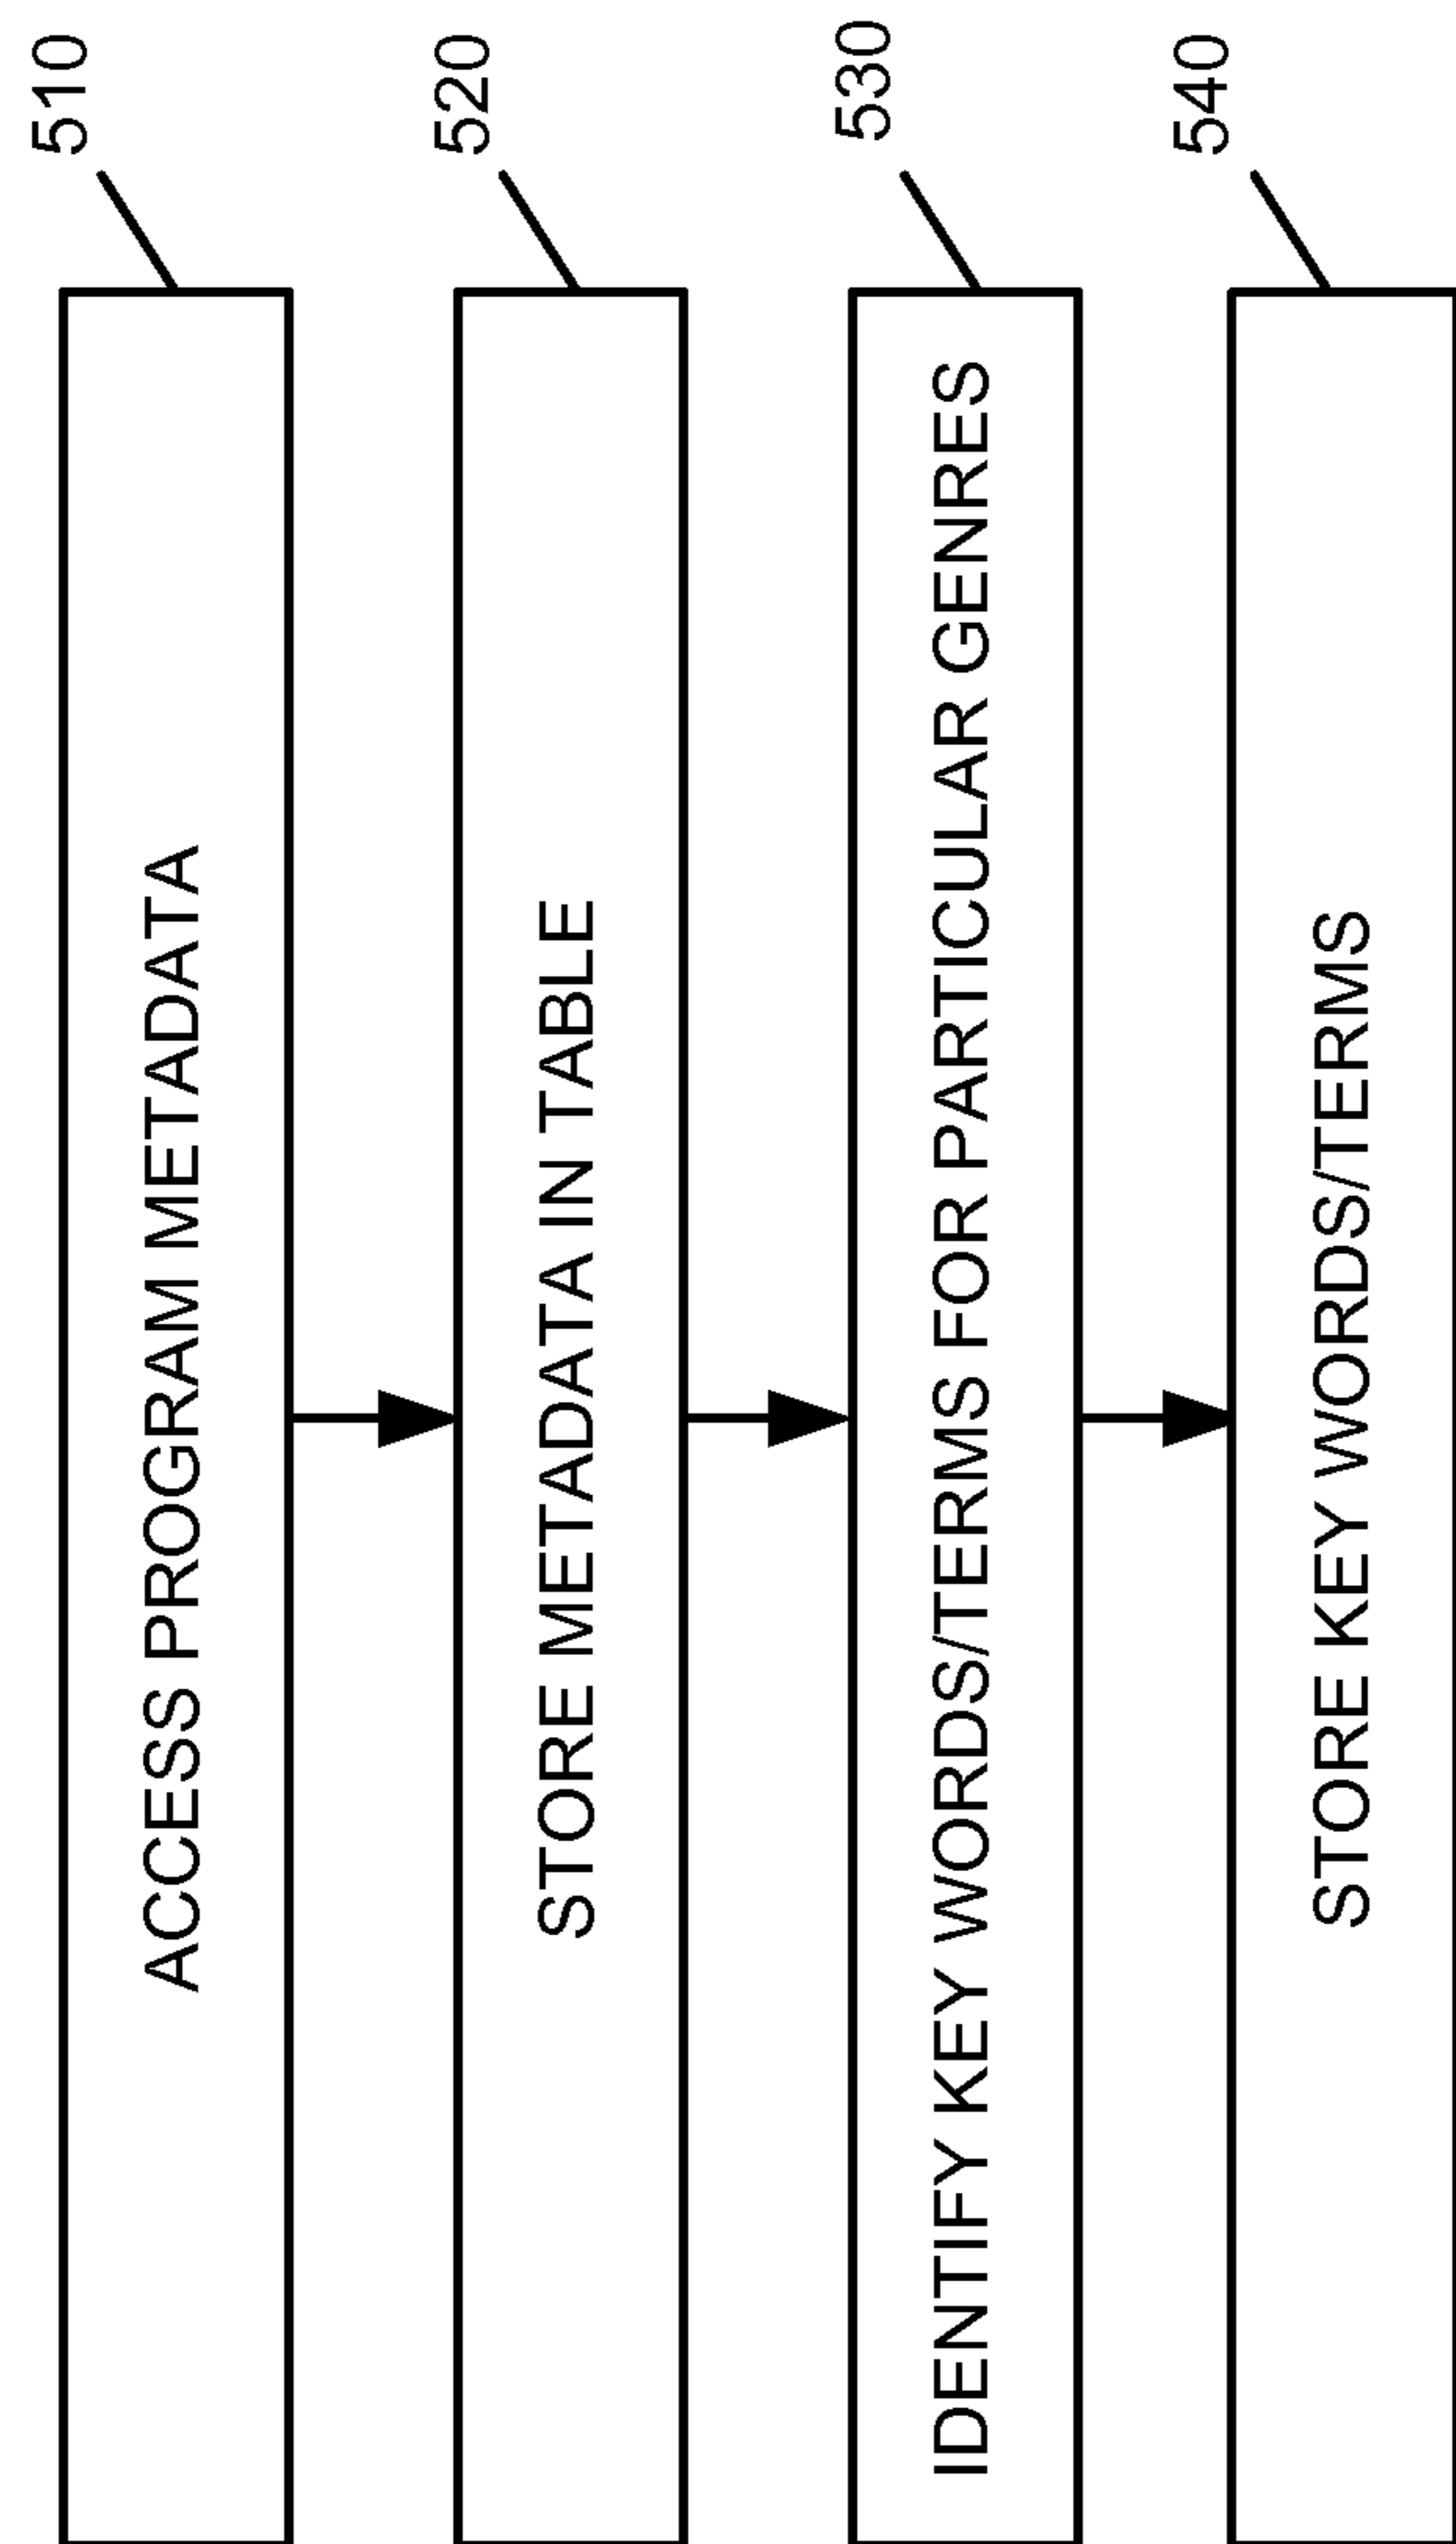 510
ACCESS PROGRAM METADATA
520
STORE METADATA IN TABLE
530
IDENTIFY KEY WORDS/TERMS FOR PARTICULAR GENRES
540
STORE KEY WORDS/TERMS